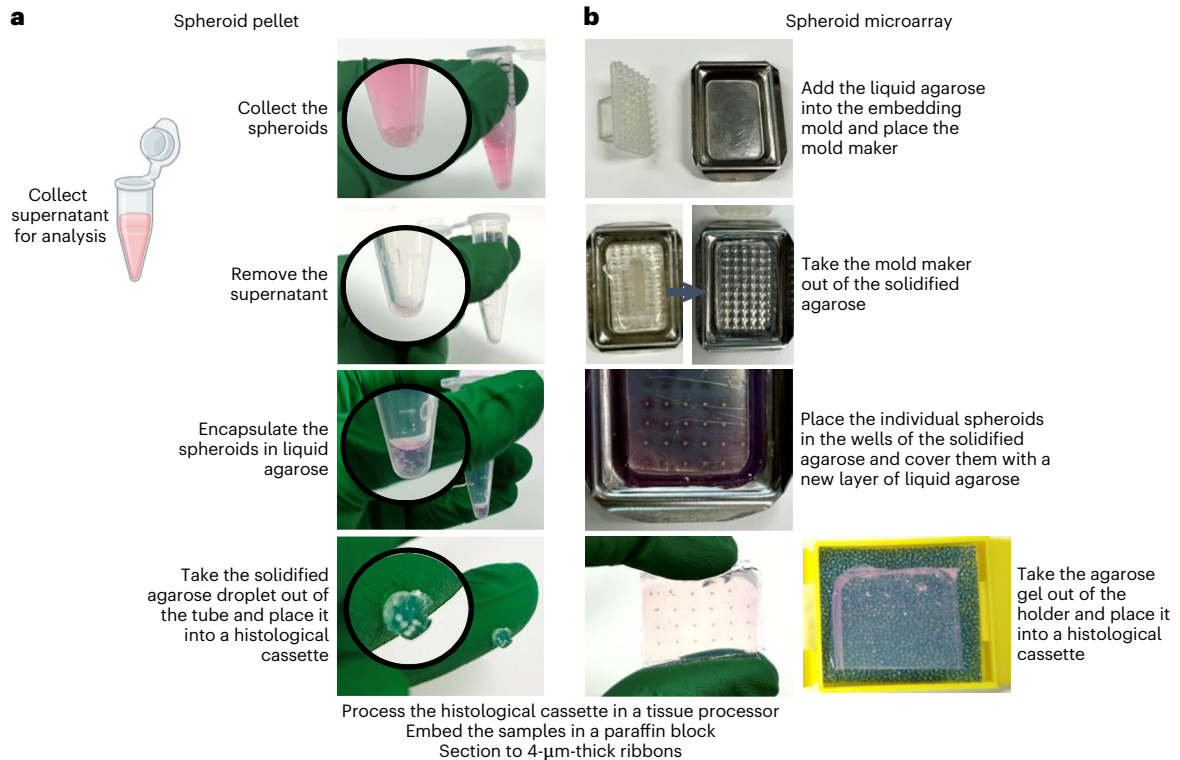 a
Spheroid pellet
Collect
supernatant
for analysis
Collect the
spheroids
Remove the
supernatant
Encapsulate the
spheroids in liquid
agarose
Take the solidified
agarose droplet out of
the tube and place it
into a histological
cassette
b
Spheroid microarray
Add the liquid agarose
into the embedding
mold and place the
mold maker
Take the mold maker
out of the solidified
agarose
Place the individual spheroids
in the wells of the solidified
agarose and cover them with a
new layer of liquid agarose
Take the agarose
gel out of the
holder and place it
into a histological
cassette
Process the histological cassette in a tissue processor
Embed the samples in a paraffin block
Section to 4-μm-thick ribbons